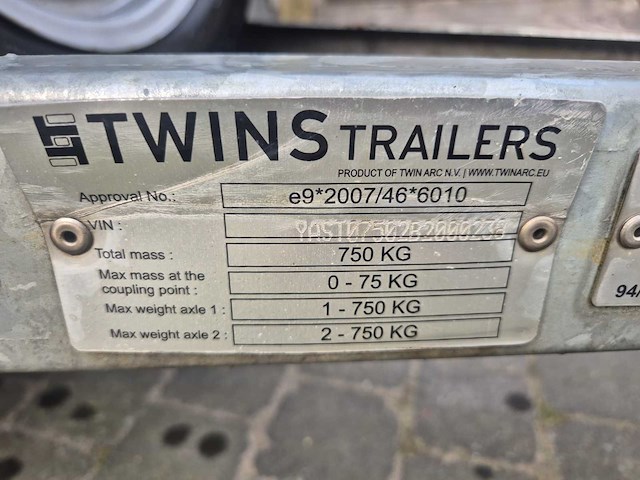 TWINS TRAILERS
PRODUCT OF TWIN ARC N.V. | WWW.TWINARC.EU
Approval No.: e9*2007/46*6010
VIN :
Total mass : 750 KG
Max mass at the coupling point : 0 - 75 KG
Max weight axle 1 : 1 - 750 KG
Max weight axle 2 : 2 - 750 KG
94/